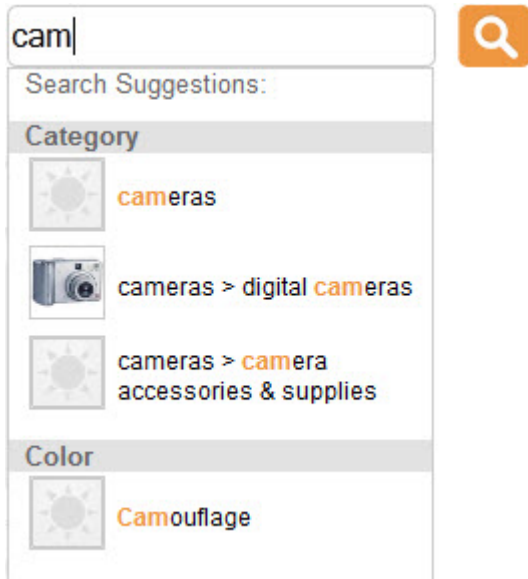 cam
Search Suggestions:
Category
cameras
cameras > digital cameras
cameras > camera
accessories & supplies
Color
Camouflage